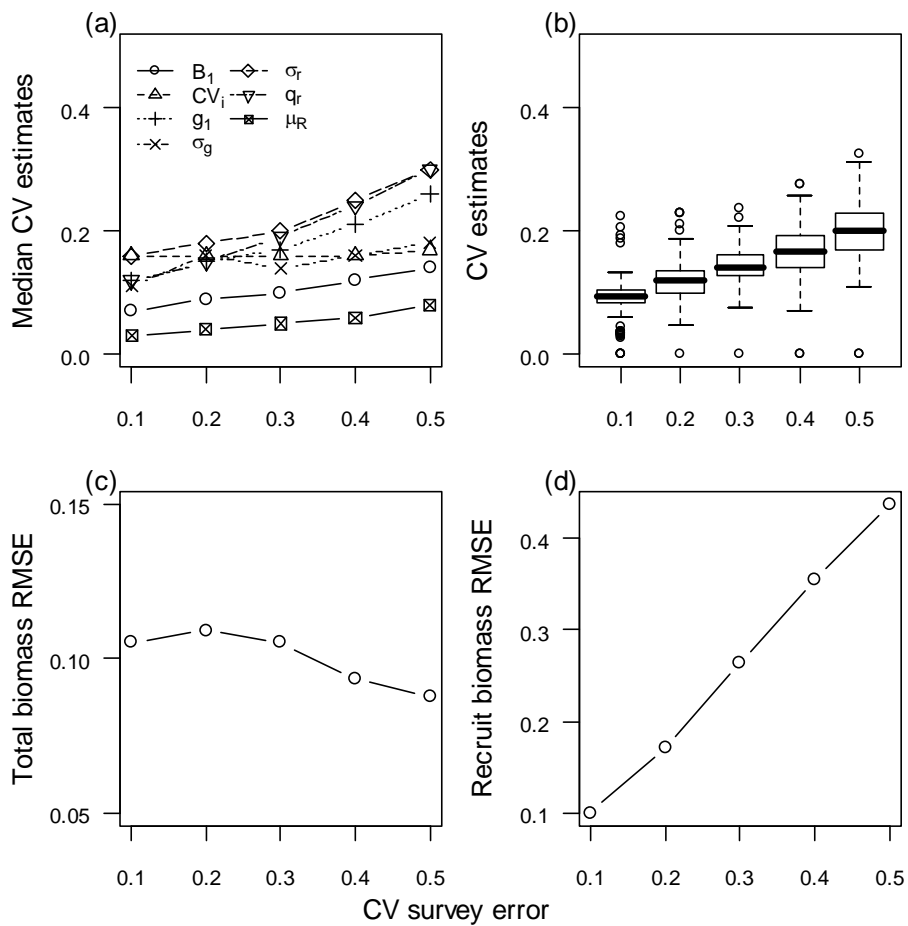 (a)
Median CV estimates
0.4
0.2
0.0
B1
CVi
g1
σg
σr
qr
μR
0.1 0.2 0.3 0.4 0.5
(b)
CV estimates
0.4
0.2
0.0
0.1 0.2 0.3 0.4 0.5
(c)
Total biomass RMSE
0.15
0.10
0.05
0.1 0.2 0.3 0.4 0.5
(d)
Recruit biomass RMSE
0.4
0.3
0.2
0.1
0.1 0.2 0.3 0.4 0.5
CV survey error